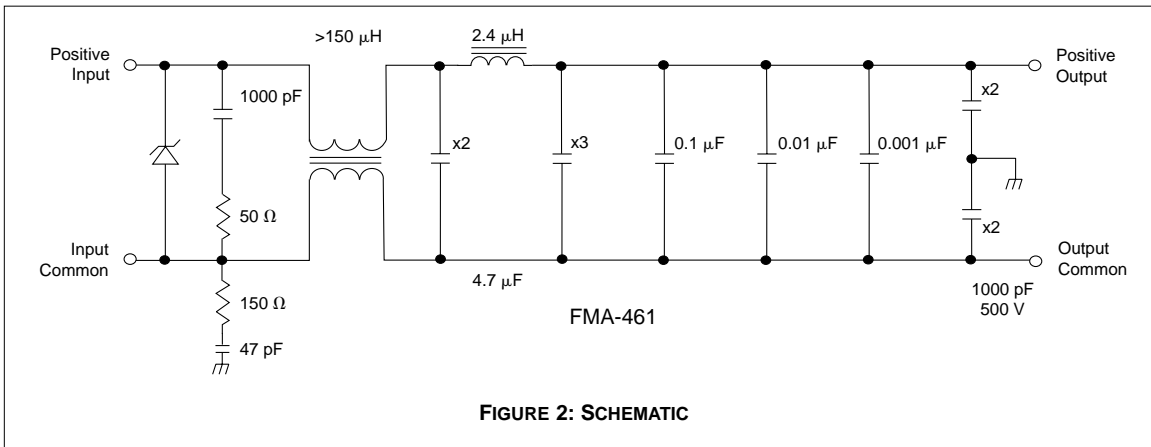 >150 μH
2.4 μH
Positive
Input
1000 pF
50 Ω
Input
Common
150 Ω
47 pF
x2
x3
0.1 μF
0.01 μF
0.001 μF
x2
x2
Positive
Output
Output
Common
4.7 μF
1000 pF
500 V
FMA-461
FIGURE 2: SCHEMATIC